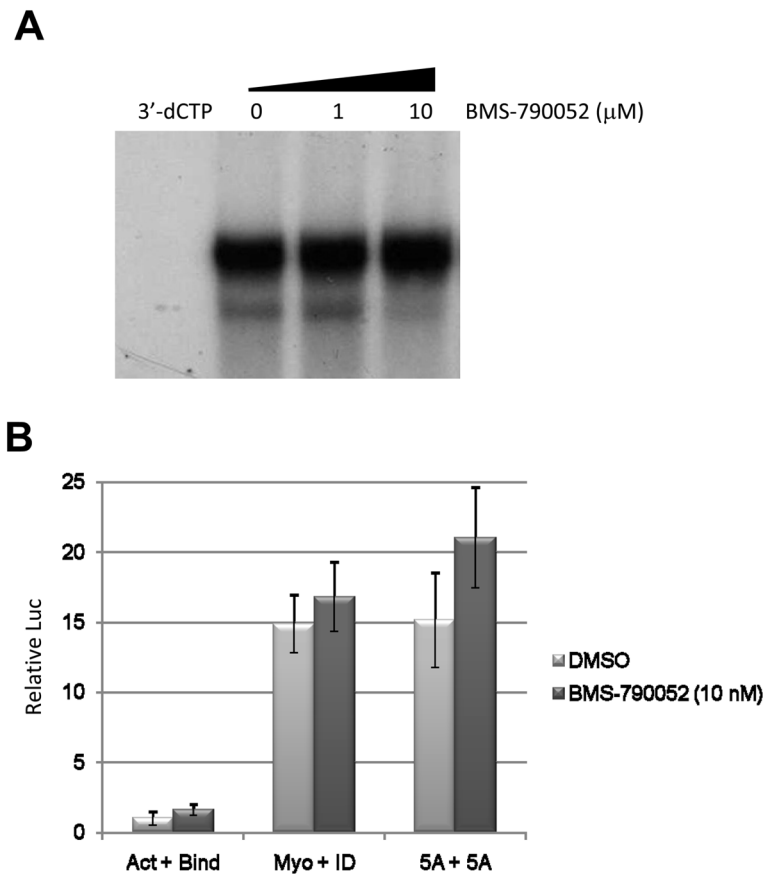 A
3’-dCTP 0 1 10 BMS-790052 (μM)
B
25
20
15
10
5
0
Relative Luc
Act + Bind Myo + ID 5A + 5A
DMSO
BMS-790052 (10 nM)